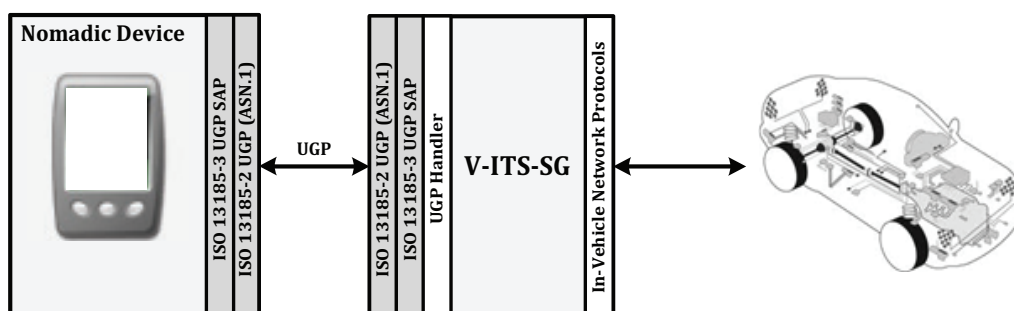 Nomadic Device
ISO 13185-3 UGP SAP
ISO 13185-2 UGP (ASN.1)
UGP
ISO 13185-2 UGP (ASN.1)
ISO 13185-3 UGP SAP
UGP Handler
V-ITS-SG
In-Vehicle Network Protocols